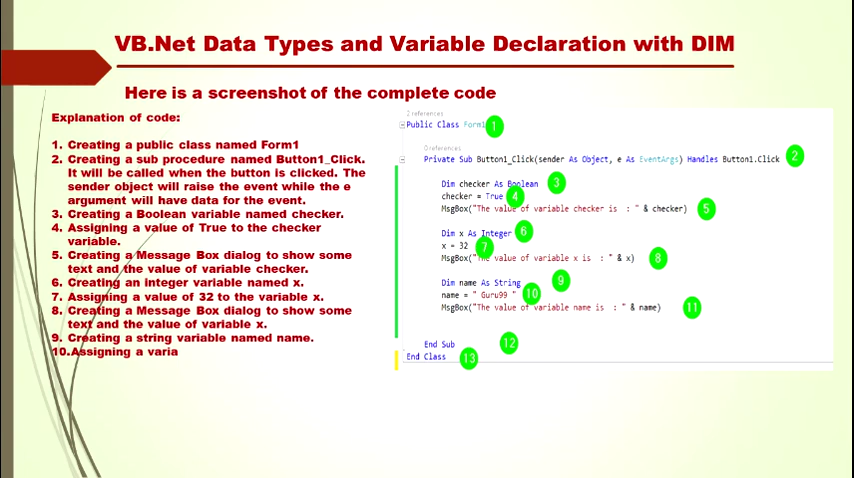 VB.Net Data Types and Variable Declaration with DIM
Here is a screenshot of the complete code
Explanation of code:
1. Creating a public class named Form1
2. Creating a sub procedure named Button1_Click.
It will be called when the button is clicked. The
sender object will raise the event while the e
argument will have data for the event.
3. Creating a Boolean variable named checker.
4. Assigning a value of True to the checker
variable.
5. Creating a Message Box dialog to show some
text and the value of variable checker.
6. Creating an integer variable named x.
7. Assigning a value of 32 to the variable x.
8. Creating a Message Box dialog to show some
text and the value of variable x.
9. Creating a string variable named name.
10.Assigning a varia
2 references
Public Class Form1 1
0 references
Private Sub Button1_Click(sender As Object, e As EventArgs) Handles Button1.Click 2
Dim checker As Boolean 3
checker = True 4
MsgBox("The value of variable checker is : " & checker) 5
Dim x As Integer 6
x = 32 7
MsgBox("The value of variable x is : " & x) 8
Dim name As String 9
name = " Guru99 " 10
MsgBox("The value of variable name is : " & name) 11
End Sub 12
End Class 13